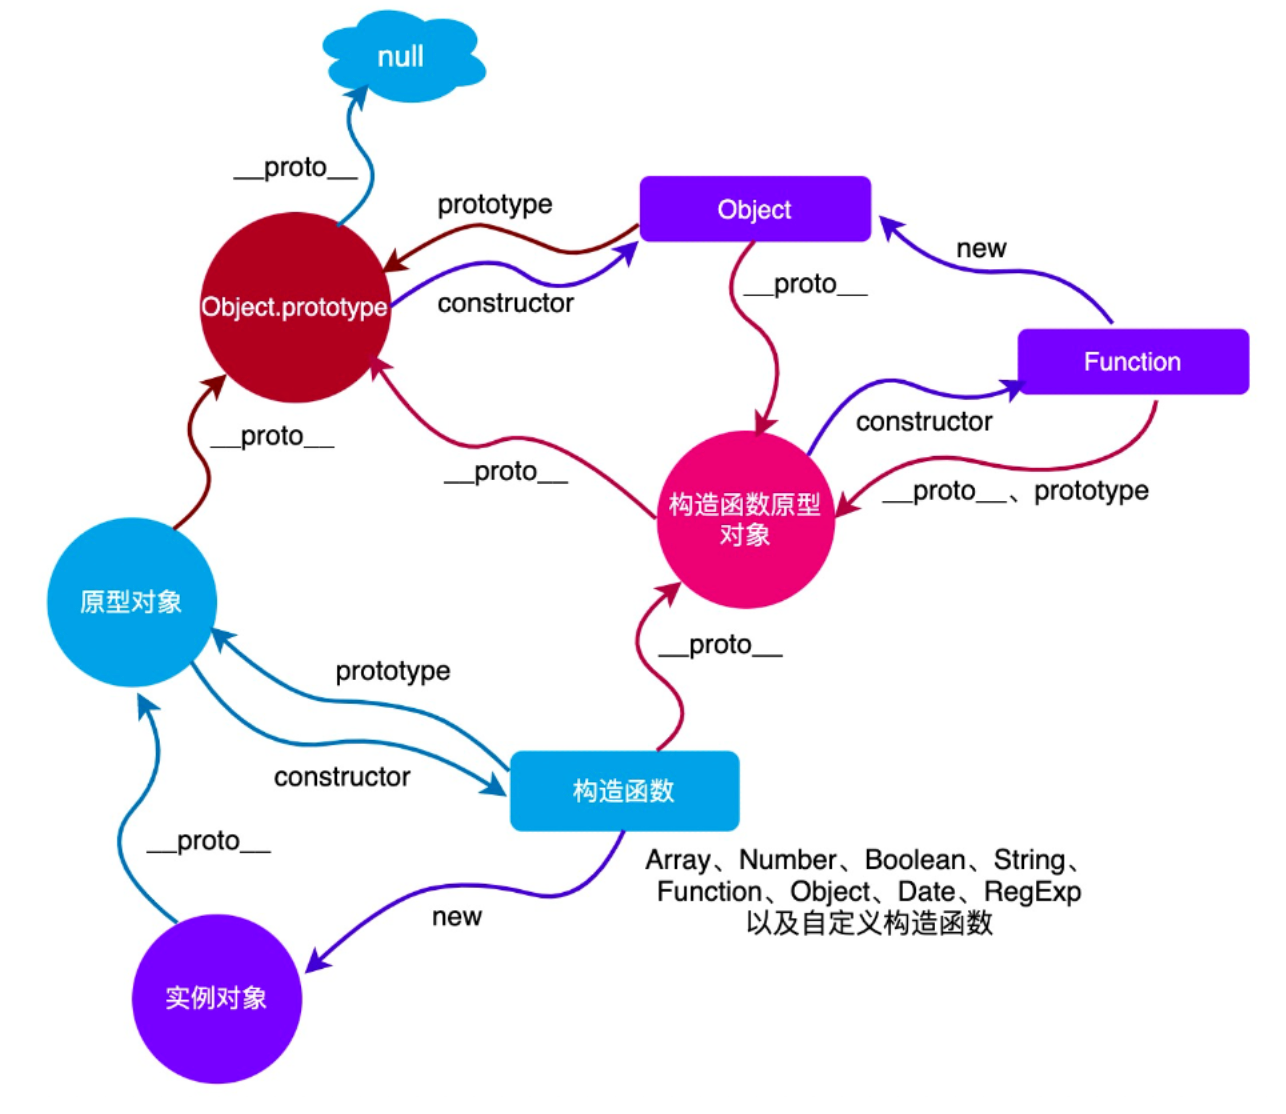 null
__proto__
prototype
Object
new
__proto__
Object.prototype
constructor
Function
constructor
__proto__
__proto__
__proto__、prototype
构造函数原型
对象
原型对象
__proto__
prototype
constructor
构造函数
__proto__
Array、Number、Boolean、String、
Function、Object、Date、RegExp
以及自定义构造函数
new
实例对象